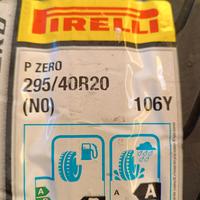 PIRELLI
P ZERO
295/40R20
(N0) 106Y
A
A
A